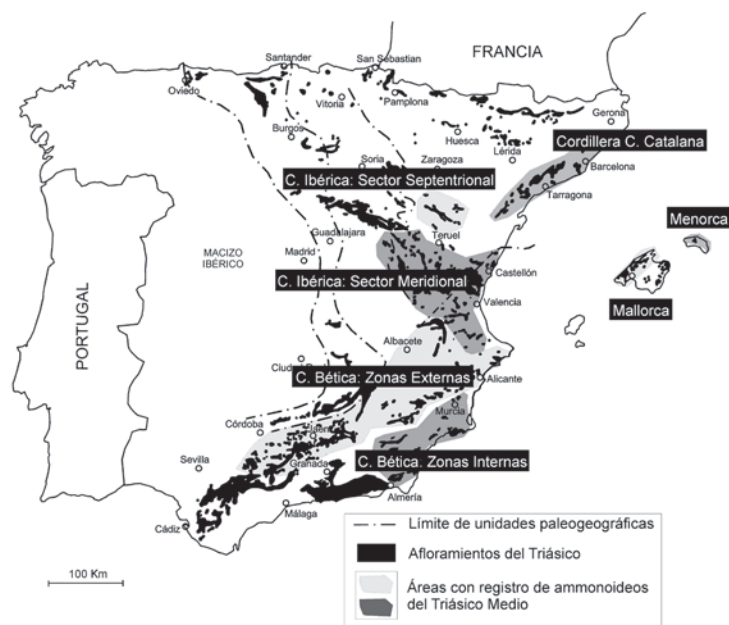 FRANCIA
Santander
San Sebastian
Oviedo
Vitoria
Pamplona
Gerona
Burgos
Huesca
Lérida
Cordillera C. Catalana
Soria
Zaragoza
Barcelona
C. Ibérica: Sector Septentrional
Tarragona
Menorca
Guadalajara
Teruel
MACIZO
IBÉRICO
Madrid
Castellón
C. Ibérica: Sector Meridional
Valencia
Mallorca
PORTUGAL
Albacete
Ciudad
C. Bética: Zonas Externas
Alicante
Murcia
Córdoba
Jaén
C. Bética. Zonas Internas
Sevilla
Granada
Almería
Málaga
Cádiz
Límite de unidades paleogeográficas
Afloramientos del Triásico
Áreas con registro de ammonoideos
del Triásico Medio
100 Km